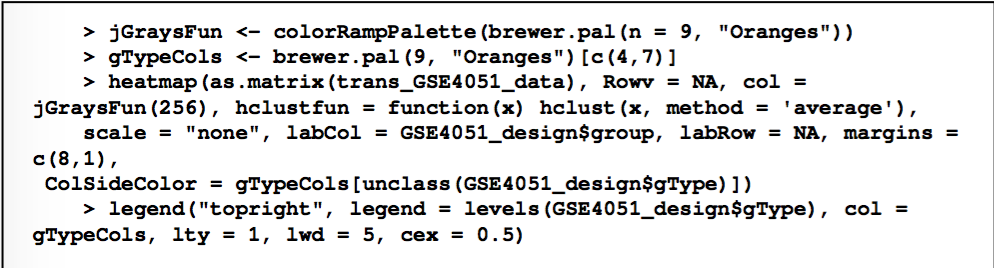 > jGraysFun <- colorRampPalette(brewer.pal(n = 9, "Oranges"))
> gTypeCols <- brewer.pal(9, "Oranges")[c(4,7)]
> heatmap(as.matrix(trans_GSE4051_data), Rowv = NA, col =
jGraysFun(256), hclustfun = function(x) hclust(x, method = 'average'),
scale = "none", labCol = GSE4051_design$group, labRow = NA, margins =
c(8,1),
ColSideColor = gTypeCols[unclass(GSE4051_design$gType)])
> legend("topright", legend = levels(GSE4051_design$gType), col =
gTypeCols, lty = 1, lwd = 5, cex = 0.5)